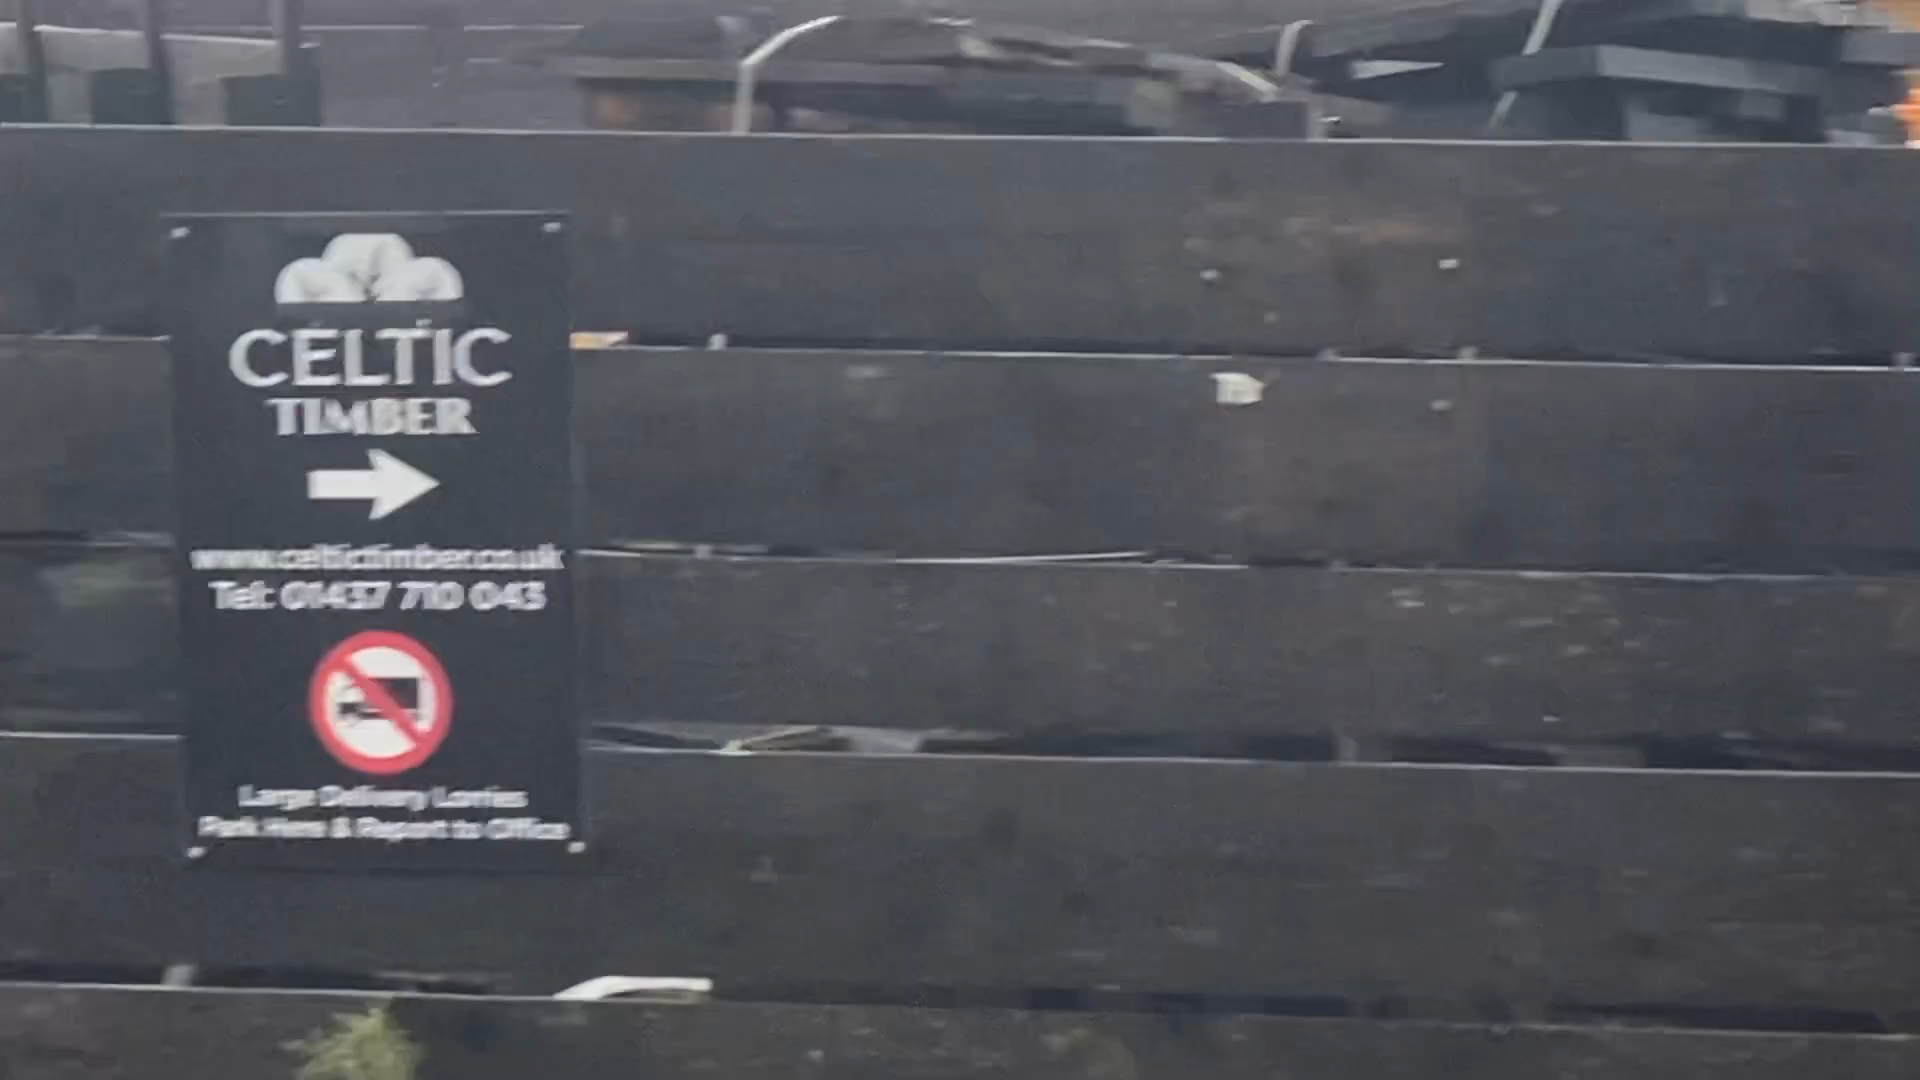 CELTIC
TIMBER
www.celtictimber.co.uk
Tel: 01437 710 043
Large Delivery Lorries
Park Here & Report to Office